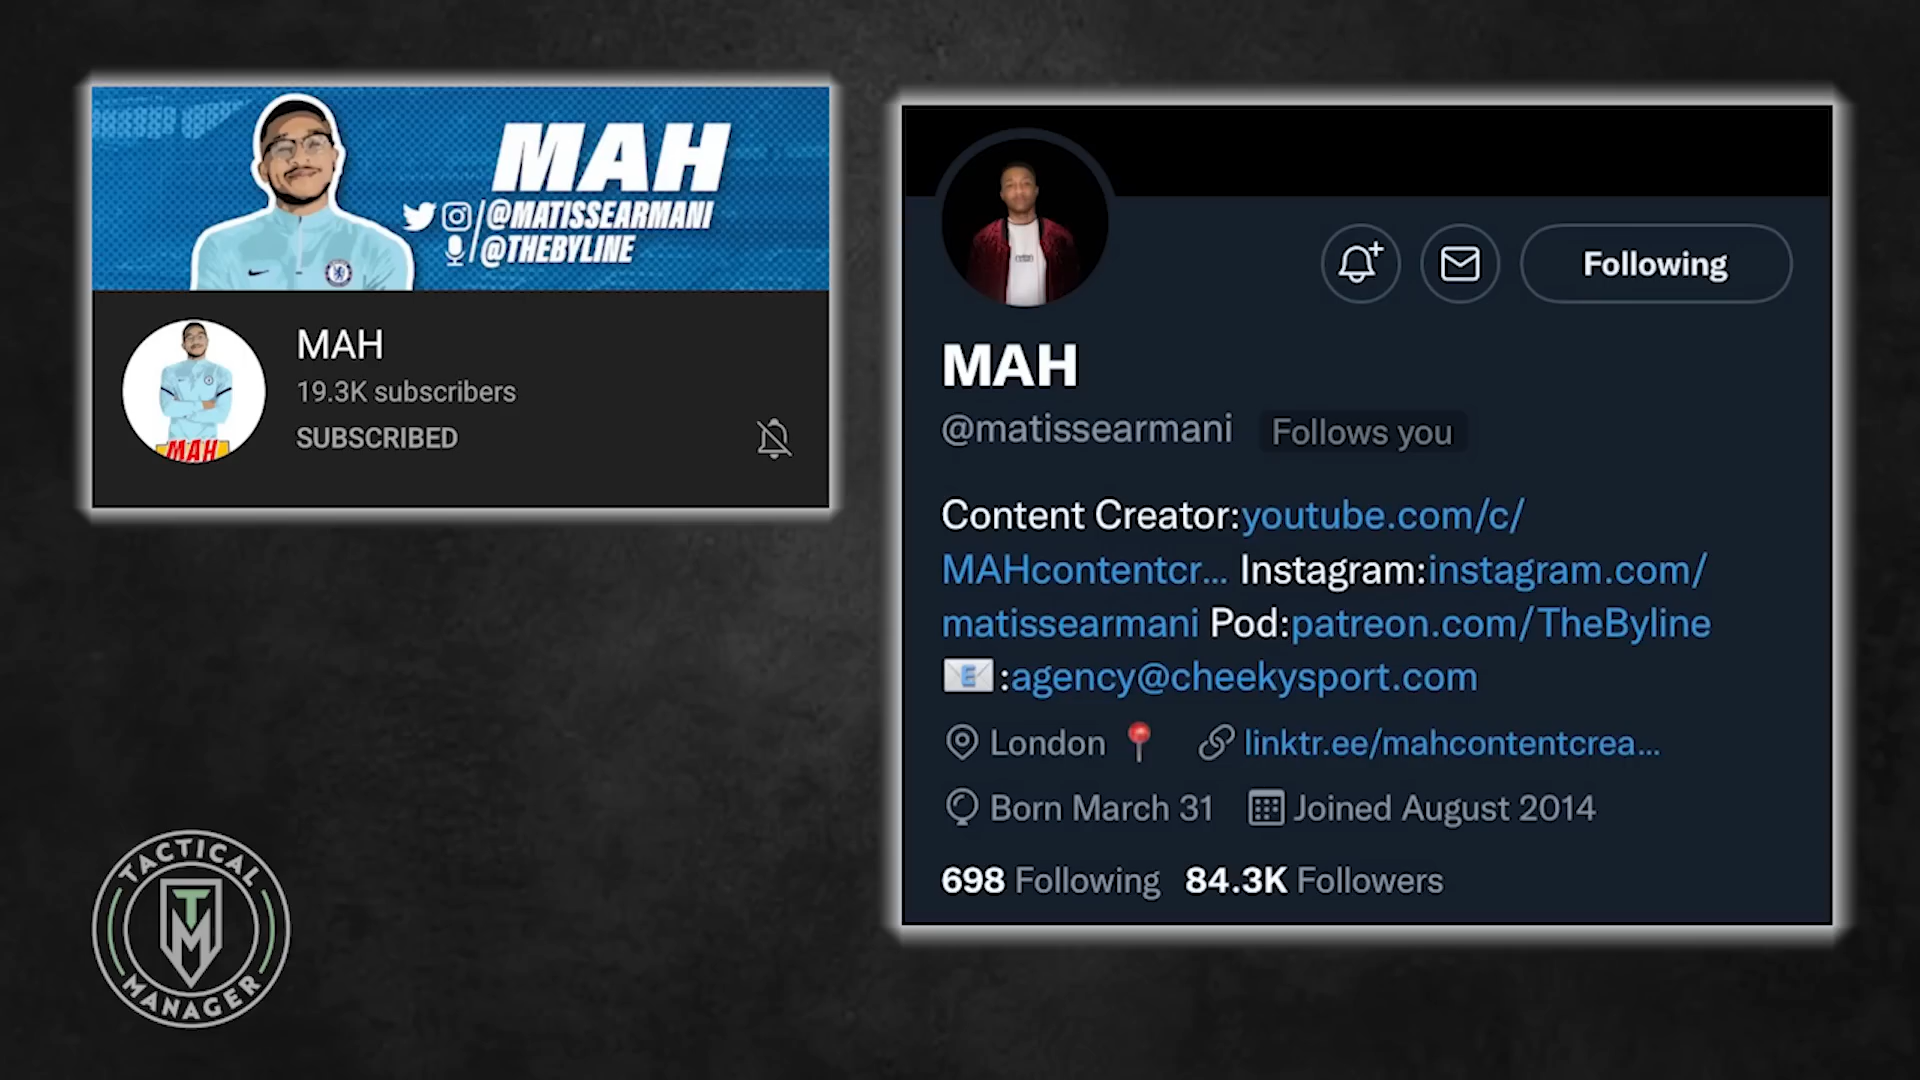 MAH
@MATISSEARMANI
@THEBYLINE
MAH
19.3K subscribers
SUBSCRIBED
MAH
Following
MAH
@matissearmani Follows you
Content Creator:youtube.com/c/
MAHcontentcr... Instagram:instagram.com/
matissearmani Pod:patreon.com/TheByline
📧:agency@cheekysport.com
London📍 linktr.ee/mahcontentcrea...
Born March 31 Joined August 2014
698 Following 84.3K Followers
TACTICAL
TM
MANAGER